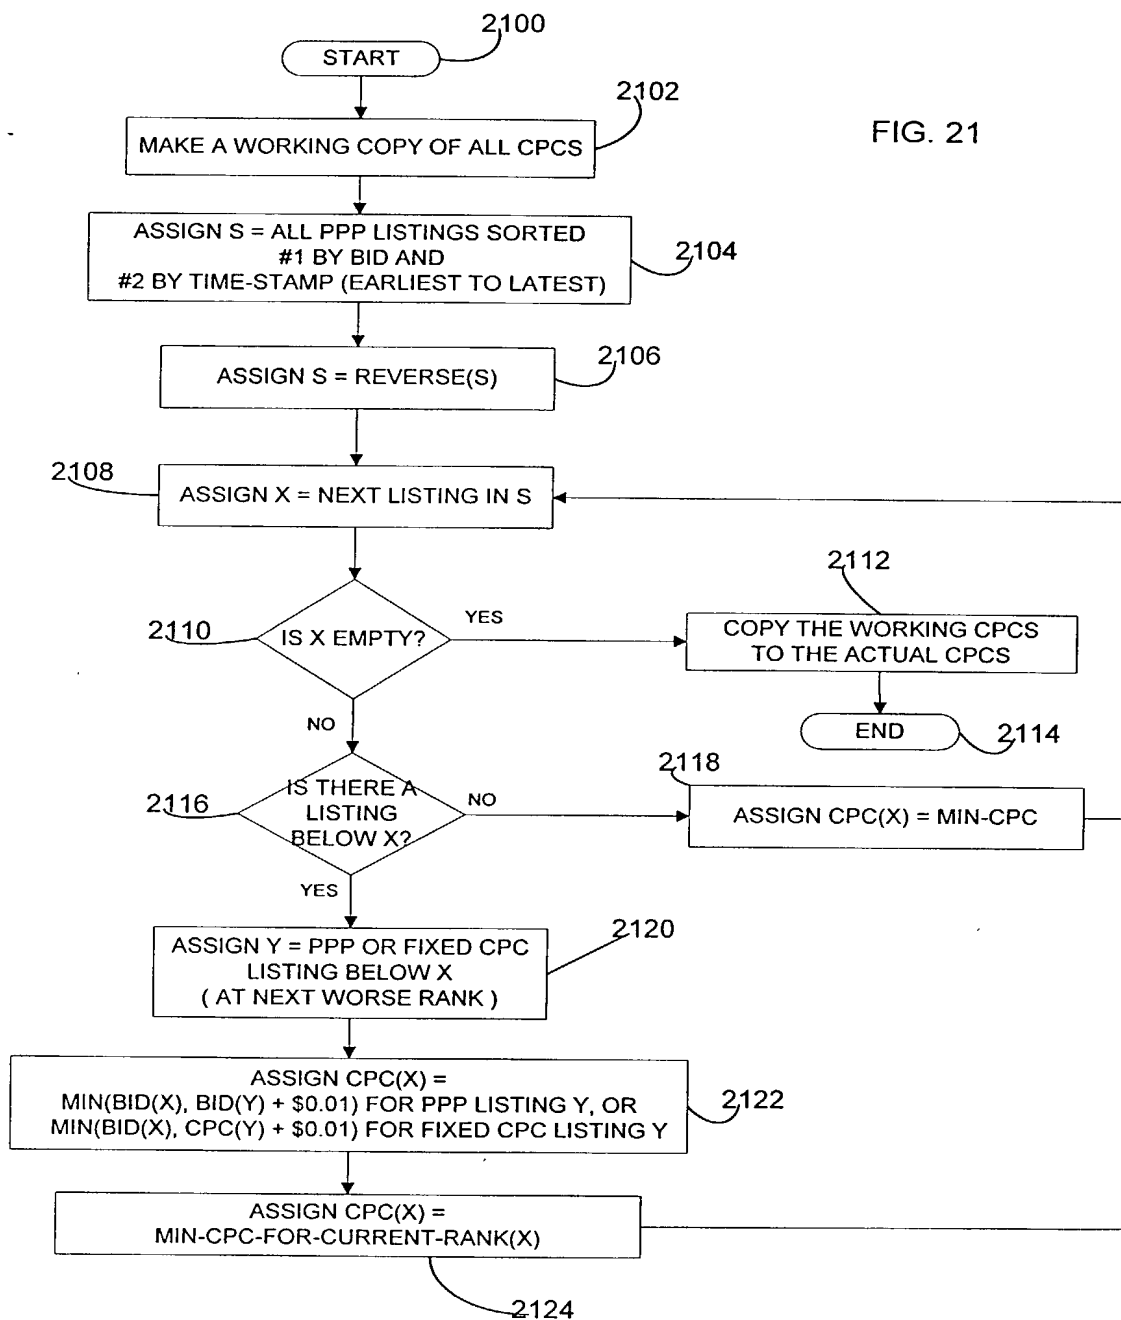 2100
START
2102
FIG. 21
MAKE A WORKING COPY OF ALL CPCS
ASSIGN S = ALL PPP LISTINGS SORTED
#1 BY BID AND
#2 BY TIME-STAMP (EARLIEST TO LATEST)
2104
2106
ASSIGN S = REVERSE(S)
2108
ASSIGN X = NEXT LISTING IN S
2110
IS X EMPTY?
YES
2112
COPY THE WORKING CPCS
TO THE ACTUAL CPCS
NO
END
2114
2116
IS THERE A
LISTING
BELOW X?
NO
2118
ASSIGN CPC(X) = MIN-CPC
YES
2120
ASSIGN Y = PPP OR FIXED CPC
LISTING BELOW X
( AT NEXT WORSE RANK )
ASSIGN CPC(X) =
MIN(BID(X), BID(Y) + $0.01) FOR PPP LISTING Y, OR
MIN(BID(X), CPC(Y) + $0.01) FOR FIXED CPC LISTING Y
2122
ASSIGN CPC(X) =
MIN-CPC-FOR-CURRENT-RANK(X)
2124